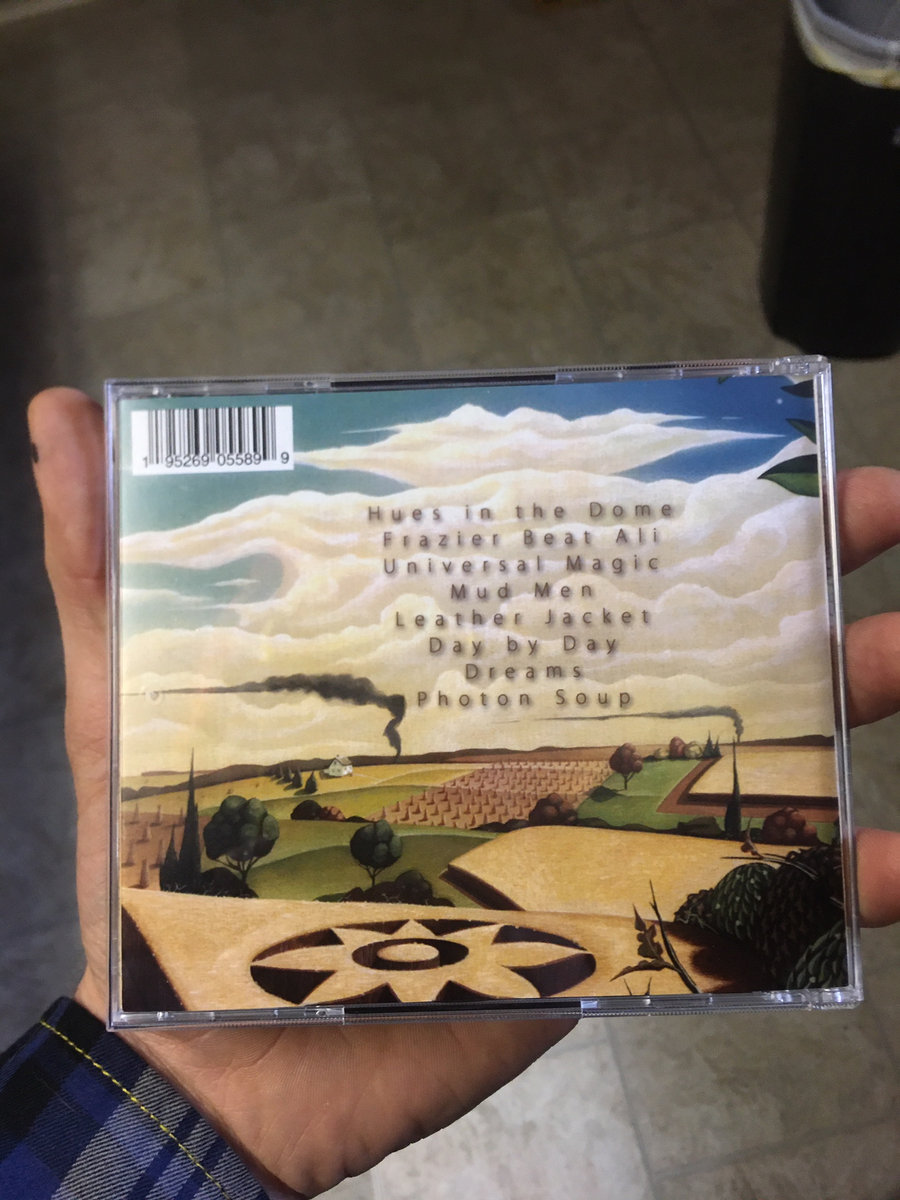 1 95269 05589 9
Hues in the Dome
Frazier Beat Ali
Universal Magic
Mud Men
Leather Jacket
Day by Day
Dreams
Photon Soup